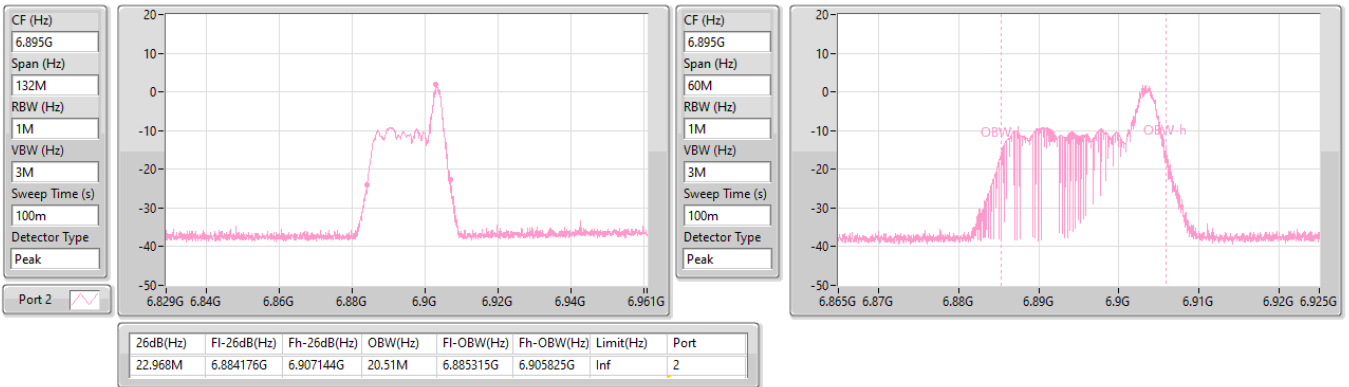 CF (Hz)
6.895G
Span (Hz)
132M
RBW (Hz)
1M
VBW (Hz)
3M
Sweep Time (s)
100m
Detector Type
Peak
Port 2
20
10
0
-10
-20
-30
-40
-50
6.829G 6.84G 6.86G 6.88G 6.9G 6.92G 6.94G 6.961G
CF (Hz)
6.895G
Span (Hz)
60M
RBW (Hz)
1M
VBW (Hz)
3M
Sweep Time (s)
100m
Detector Type
Peak
20
10
0
-10
-20
-30
-40
-50
OBW-h
6.865G 6.87G 6.88G 6.89G 6.9G 6.91G 6.92G 6.925G
26dB(Hz) Fl-26dB(Hz) Fh-26dB(Hz) OBW(Hz) Fl-OBW(Hz) Fh-OBW(Hz) Limit(Hz) Port
22.968M 6.884176G 6.907144G 20.51M 6.885315G 6.905825G Inf 2